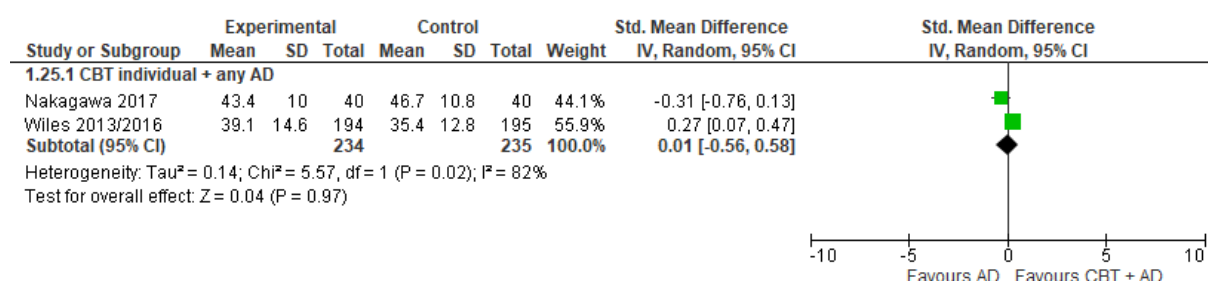 Experimental Control Std. Mean Difference Std. Mean Difference
Study or Subgroup Mean SD Total Mean SD Total Weight IV, Random, 95% CI IV, Random, 95% CI
1.25.1 CBT individual + any AD
Nakagawa 2017 43.4 10 40 46.7 10.8 40 44.1% -0.31 [-0.76, 0.13]
Wiles 2013/2016 39.1 14.6 194 35.4 12.8 195 55.9% 0.27 [0.07, 0.47]
Subtotal (95% CI) 234 235 100.0% 0.01 [-0.56, 0.58]
Heterogeneity: Tau² = 0.14; Chi² = 5.57, df = 1 (P = 0.02); I² = 82%
Test for overall effect: Z = 0.04 (P = 0.97)
-10 -5 0 5 10
Favours AD Favours CBT + AD